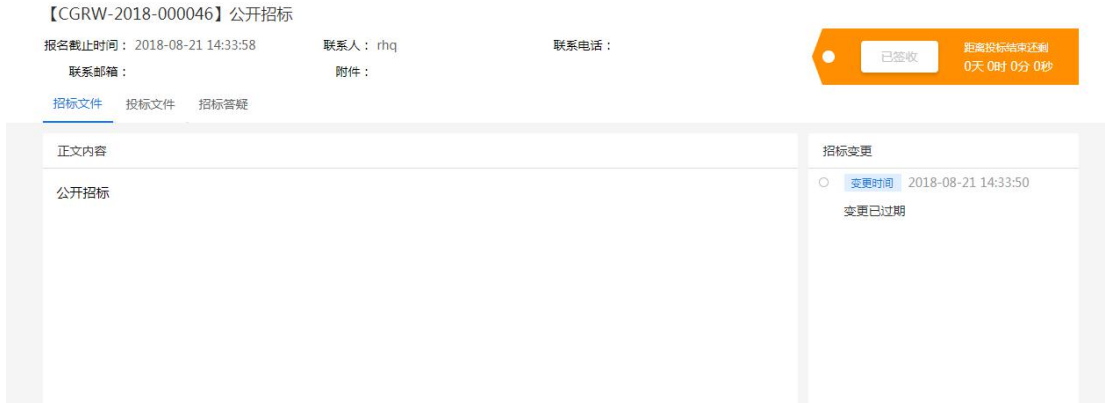 【CGRW-2018-000046】公开招标
报名截止时间： 2018-08-21 14:33:58 联系人： rhq 联系电话：
联系邮箱： 附件：
已签收
距离投标结束还剩
0天 0时 0分 0秒
招标文件 投标文件 招标答疑
正文内容
公开招标
招标变更
变更时间 2018-08-21 14:33:50
变更已过期